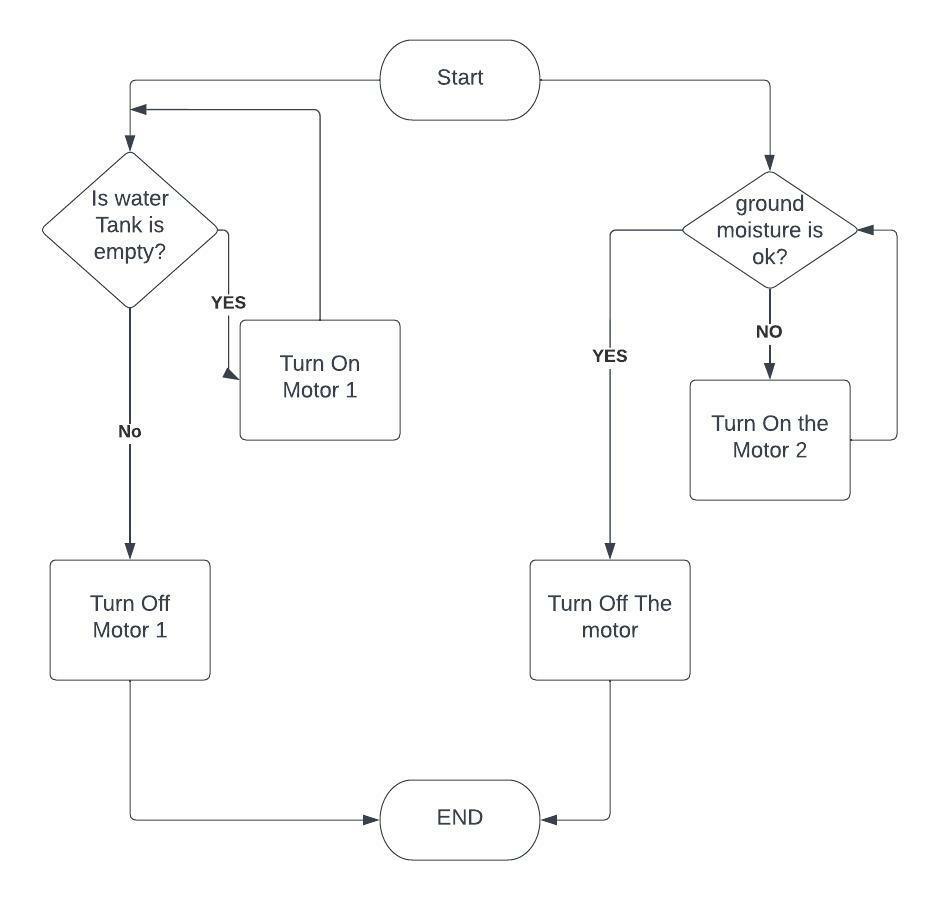 Start
Is water
Tank is
empty?
ground
moisture is
ok?
YES
NO
YES
Turn On
Motor 1
Turn On the
Motor 2
No
Turn Off
Motor 1
Turn Off The
motor
END